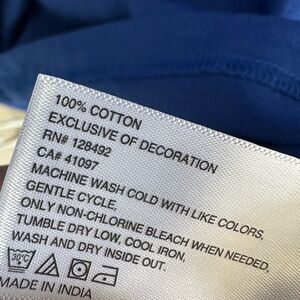 100% COTTON
EXCLUSIVE OF DECORATION
RN# 128492
CA# 41097
MACHINE WASH COLD WITH LIKE COLORS,
GENTLE CYCLE.
ONLY NON-CHLORINE BLEACH WHEN NEEDED,
TUMBLE DRY LOW. COOL IRON.
WASH AND DRY INSIDE OUT.
30°C
MADE IN INDIA